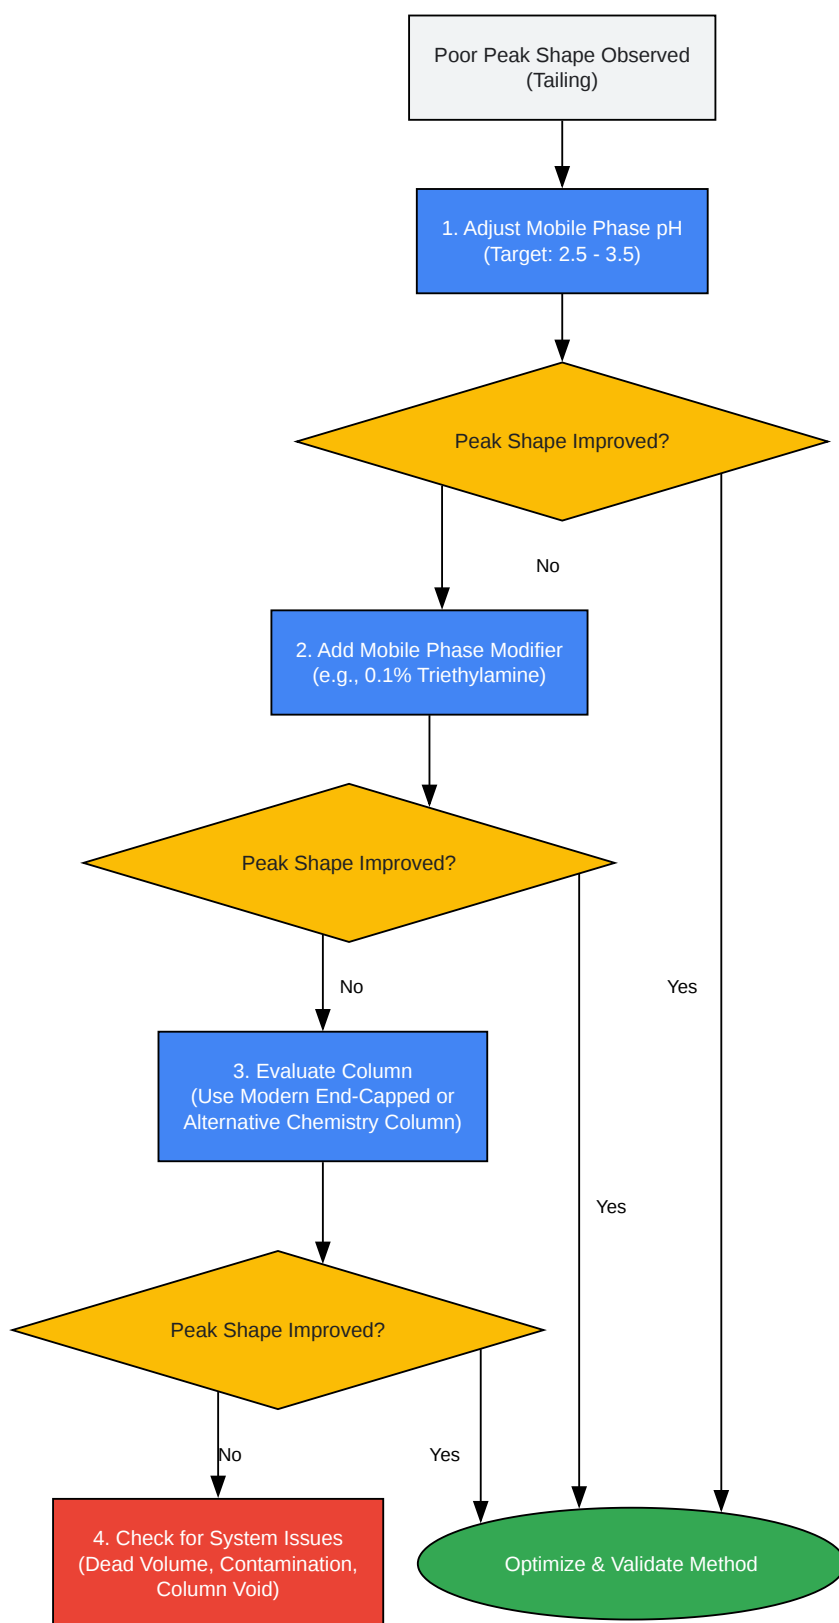 Poor Peak Shape Observed
(Tailing)
1. Adjust Mobile Phase pH
(Target: 2.5 - 3.5)
Peak Shape Improved?
No
2. Add Mobile Phase Modifier
(e.g., 0.1% Triethylamine)
Peak Shape Improved?
No
Yes
3. Evaluate Column
(Use Modern End-Capped or
Alternative Chemistry Column)
Yes
Peak Shape Improved?
No
Yes
4. Check for System Issues
(Dead Volume, Contamination,
Column Void)
Optimize & Validate Method